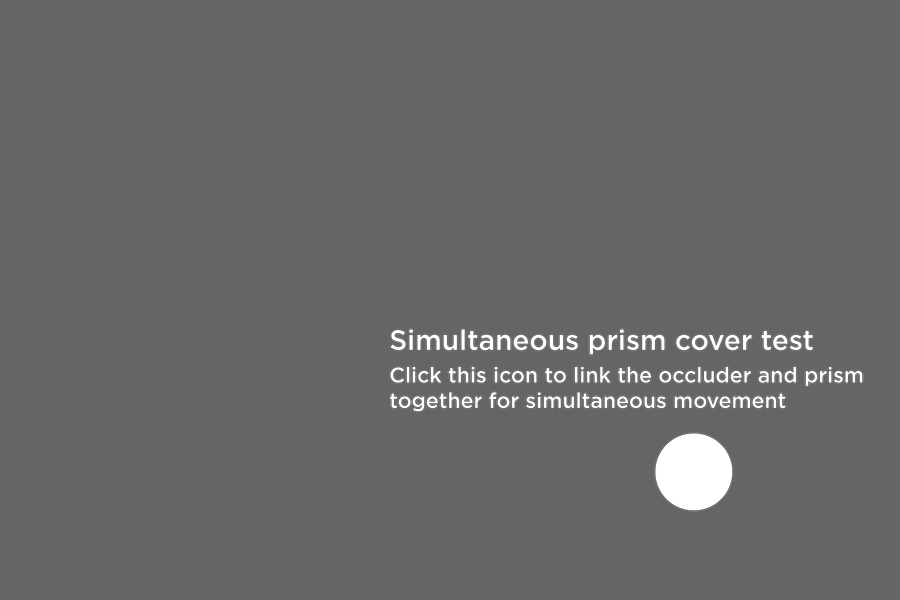 Simultaneous prism cover test
Click this icon to link the occluder and prism
together for simultaneous movement